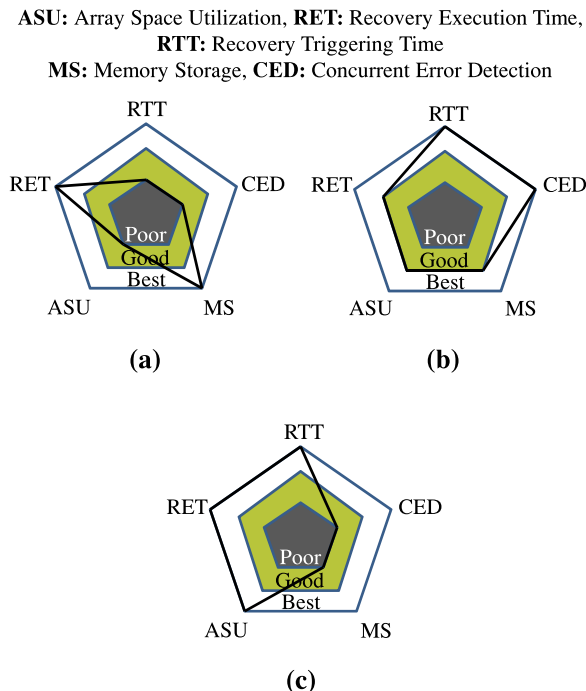 ASU: Array Space Utilization, RET: Recovery Execution Time,
RTT: Recovery Triggering Time
MS: Memory Storage, CED: Concurrent Error Detection
RTT
RET
CED
Poor
Good
Best
ASU
MS
(a)
RTT
RET
CED
Poor
Good
Best
ASU
MS
(b)
RTT
RET
CED
Poor
Good
Best
ASU
MS
(c)